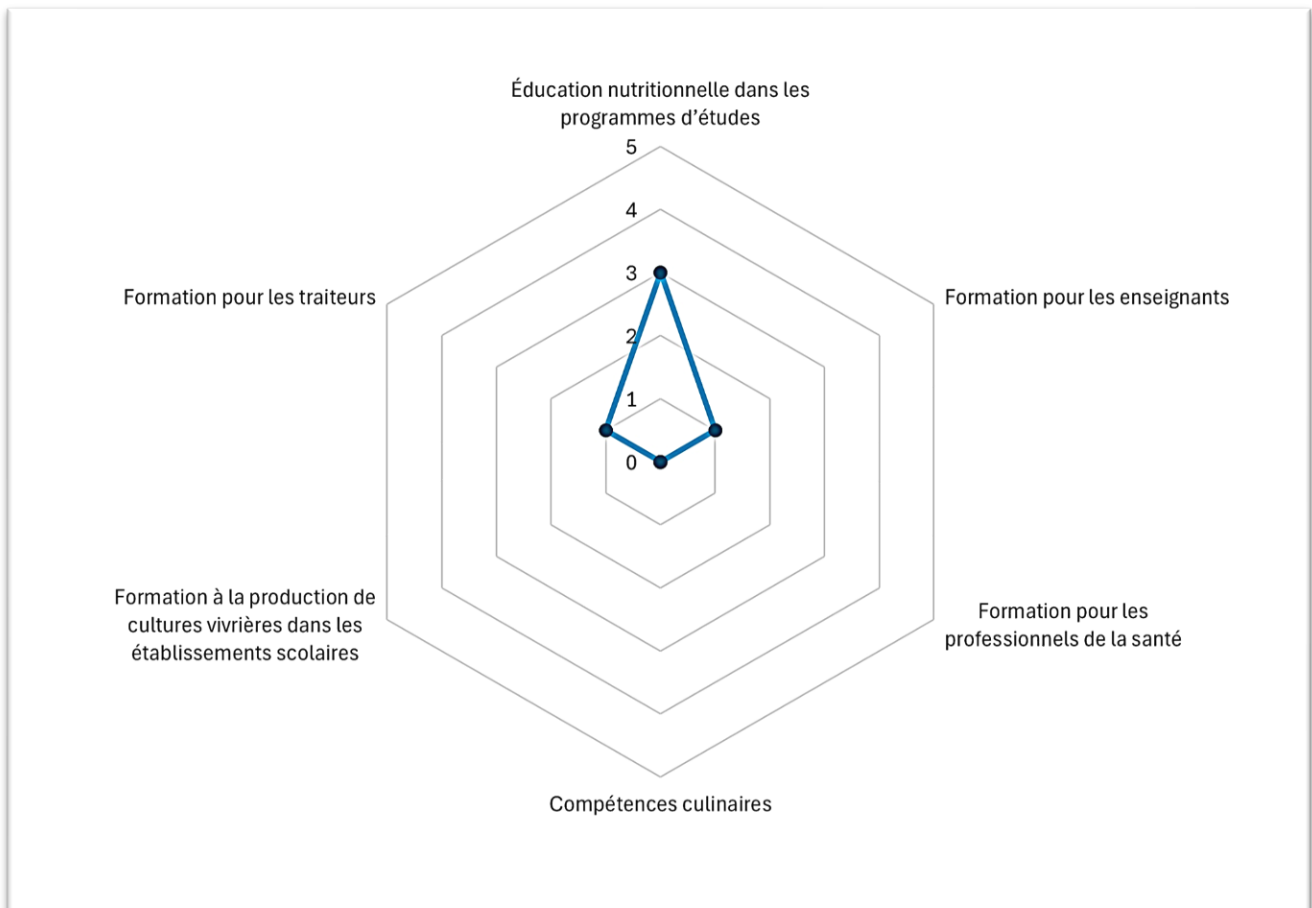 Éducation nutritionnelle dans les
programmes d’études
5
4
3
2
1
0
Formation pour les enseignants
Formation pour les
professionnels de la santé
Compétences culinaires
Formation à la production de
cultures vivrières dans les
établissements scolaires
Formation pour les traiteurs